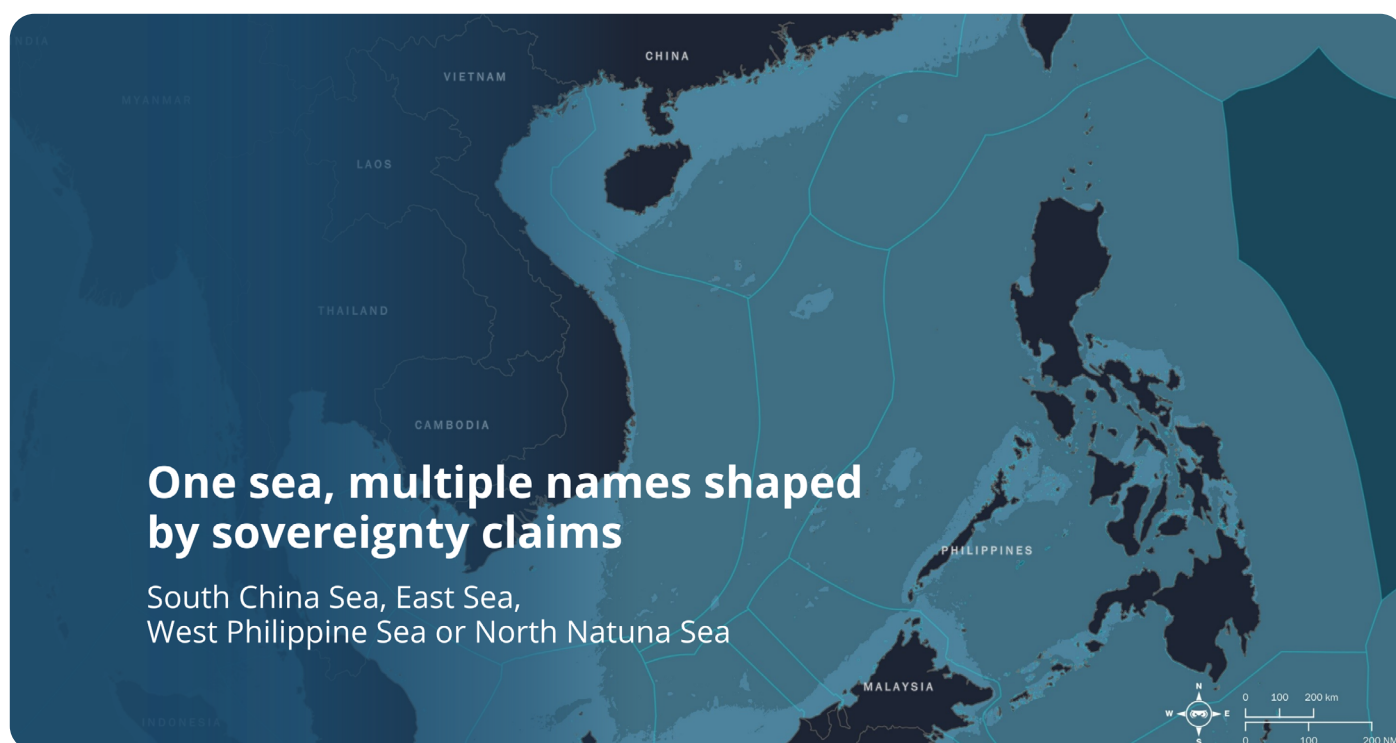 INDIA
CHINA
VIETNAM
MYANMAR
LAOS
THAILAND
CAMBODIA
One sea, multiple names shaped
by sovereignty claims
PHILIPPINES
South China Sea, East Sea,
West Philippine Sea or North Natuna Sea
MALAYSIA
INDONESIA
N
W E
S
0 100 200 km
0 100 200 NM